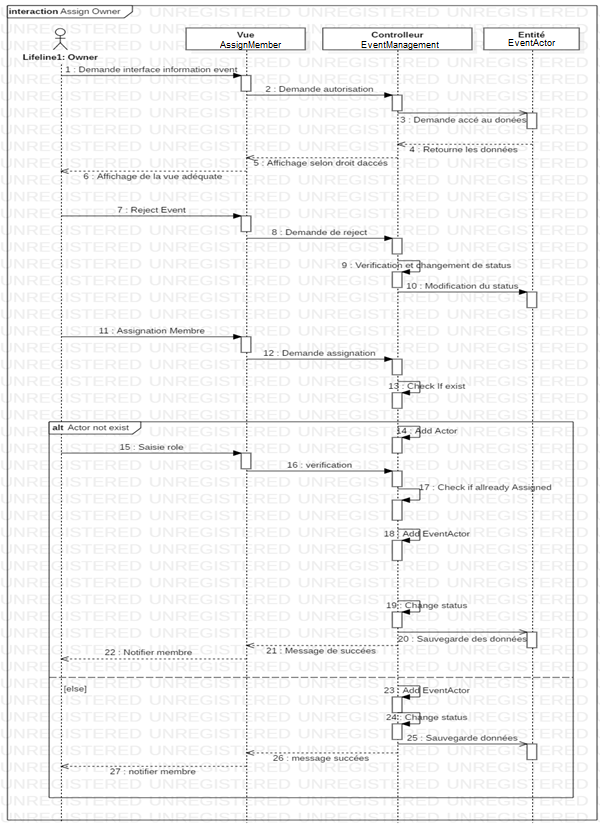 interaction Assign Owner
Lifeline1: Owner
Vue
AssignMember
Controlleur
EventManagement
Entité
EventActor
1 : Demande interface information event
2 : Demande autorisation
3 : Demande accé au donées
4 : Retourne les données
5 : Affichage selon droit daccés
6 : Affichage de la vue adéquate
7 : Reject Event
8 : Demande de reject
9 : Verification et changement de status
10 : Modification du status
11 : Assignation Membre
12 : Demande assignation
13 : Check If exist
alt Actor not exist
14 : Add Actor
15 : Saisie role
16 : verification
17 : Check if allready Assigned
18 : Add EventActor
19 : Change status
20 : Sauvegarde des données
21 : Message de succées
22 : Notifier membre
[else]
23 : Add EventActor
24 : Change status
25 : Sauvegarde données
26 : message succées
27 : notifier membre
UNREGISTERED